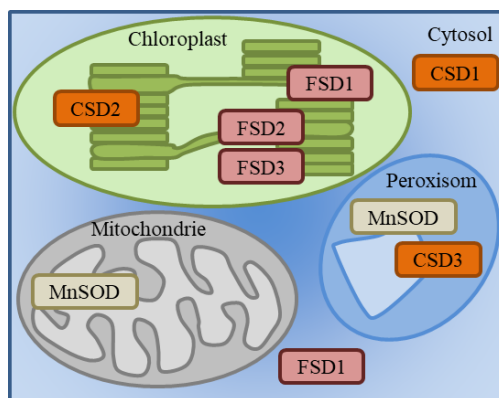 Chloroplast
Cytosol
CSD1
FSD1
CSD2
FSD2
FSD3
Peroxisom
MnSOD
CSD3
Mitochondrie
MnSOD
FSD1